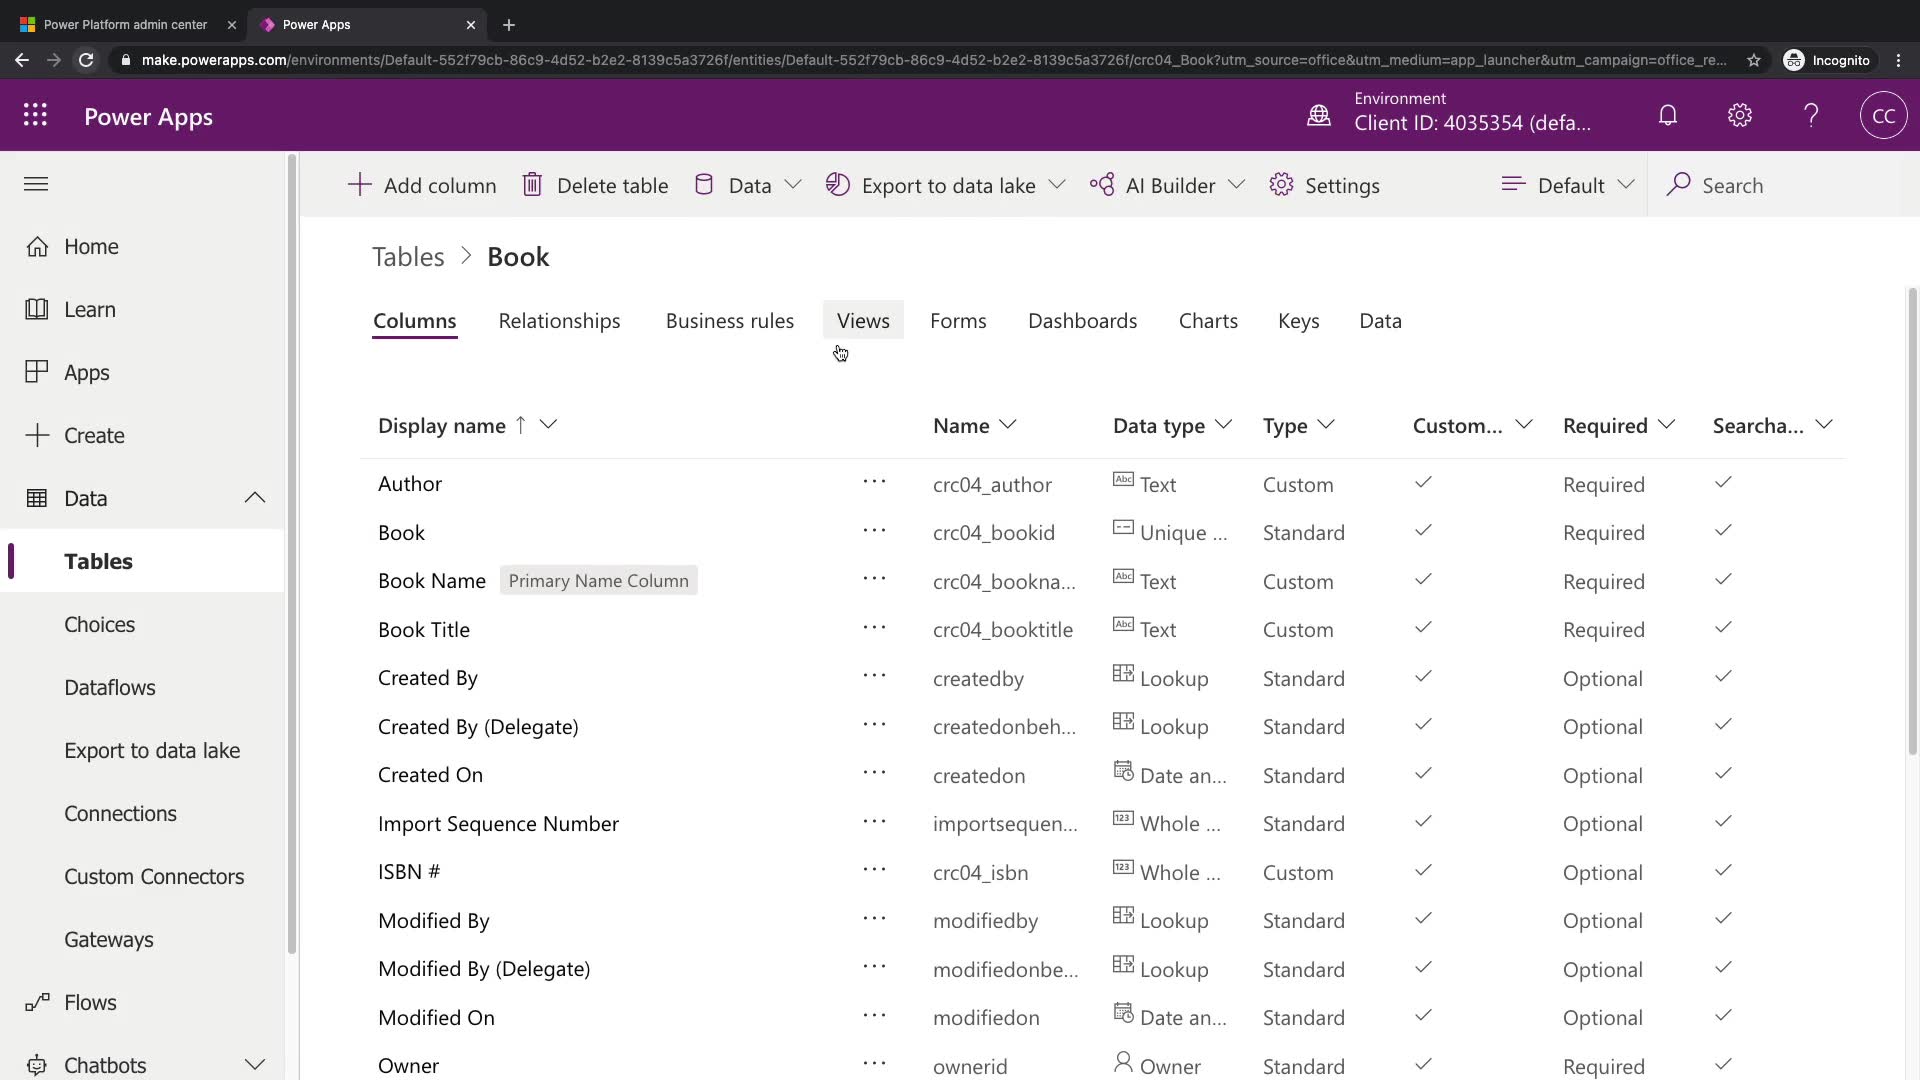 Power Platform admin center
Power Apps
make.powerapps.com/environments/Default-552f79cb-86c9-4d52-b2e2-8139c5a3726f/entities/Default-552f79cb-86c9-4d52-b2e2-8139c5a3726f/crc04_Book?utm_source=office&utm_medium=app_launcher&utm_campaign=office_re...
Incognito
Power Apps
Environment
Client ID: 4035354 (defa...
CC
Add column
Delete table
Data
Export to data lake
AI Builder
Settings
Default
Search
Home
Learn
Apps
Create
Data
Tables
Choices
Dataflows
Export to data lake
Connections
Custom Connectors
Gateways
Flows
Chatbots
Tables > Book
Columns Relationships Business rules Views Forms Dashboards Charts Keys Data
Display name ↑ Name Data type Type Custom... Required Searcha...
Author ... crc04_author Abc Text Custom Required
Book ... crc04_bookid Unique ... Standard Required
Book Name Primary Name Column ... crc04_bookna... Abc Text Custom Required
Book Title ... crc04_booktitle Abc Text Custom Required
Created By ... createdby Lookup Standard Optional
Created By (Delegate) ... createdonbeh... Lookup Standard Optional
Created On ... createdon Date an... Standard Optional
Import Sequence Number ... importsequen... 123 Whole ... Standard Optional
ISBN # ... crc04_isbn 123 Whole ... Custom Optional
Modified By ... modifiedby Lookup Standard Optional
Modified By (Delegate) ... modifiedonbe... Lookup Standard Optional
Modified On ... modifiedon Date an... Standard Optional
Owner ... ownerid Owner Standard Required